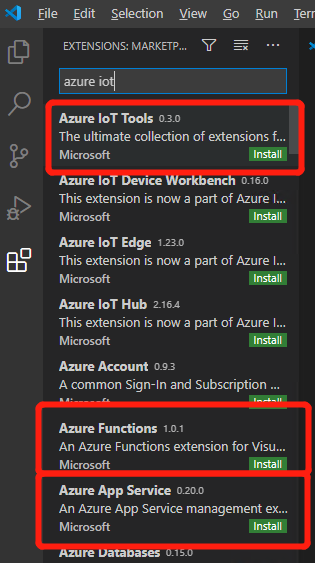 File Edit Selection
EXTENSIONS: MARKETP... ...
azure iot
Azure IoT Tools 0.3.0
The ultimate collection of extensions f...
Microsoft Install
Azure IoT Device Workbench 0.16.0
This extension is now a part of Azure I...
Microsoft Install
Azure IoT Edge 1.23.0
This extension is now a part of Azure I...
Microsoft Install
Azure IoT Hub 2.16.4
This extension is now a part of Azure I...
Microsoft Install
Azure Account 0.9.3
A common Sign-In and Subscription ...
Microsoft Install
Azure Functions 1.0.1
An Azure Functions extension for Visu...
Microsoft Install
Azure App Service 0.20.0
An Azure App Service management ex...
Microsoft Install
Azure Databases 0.15.0